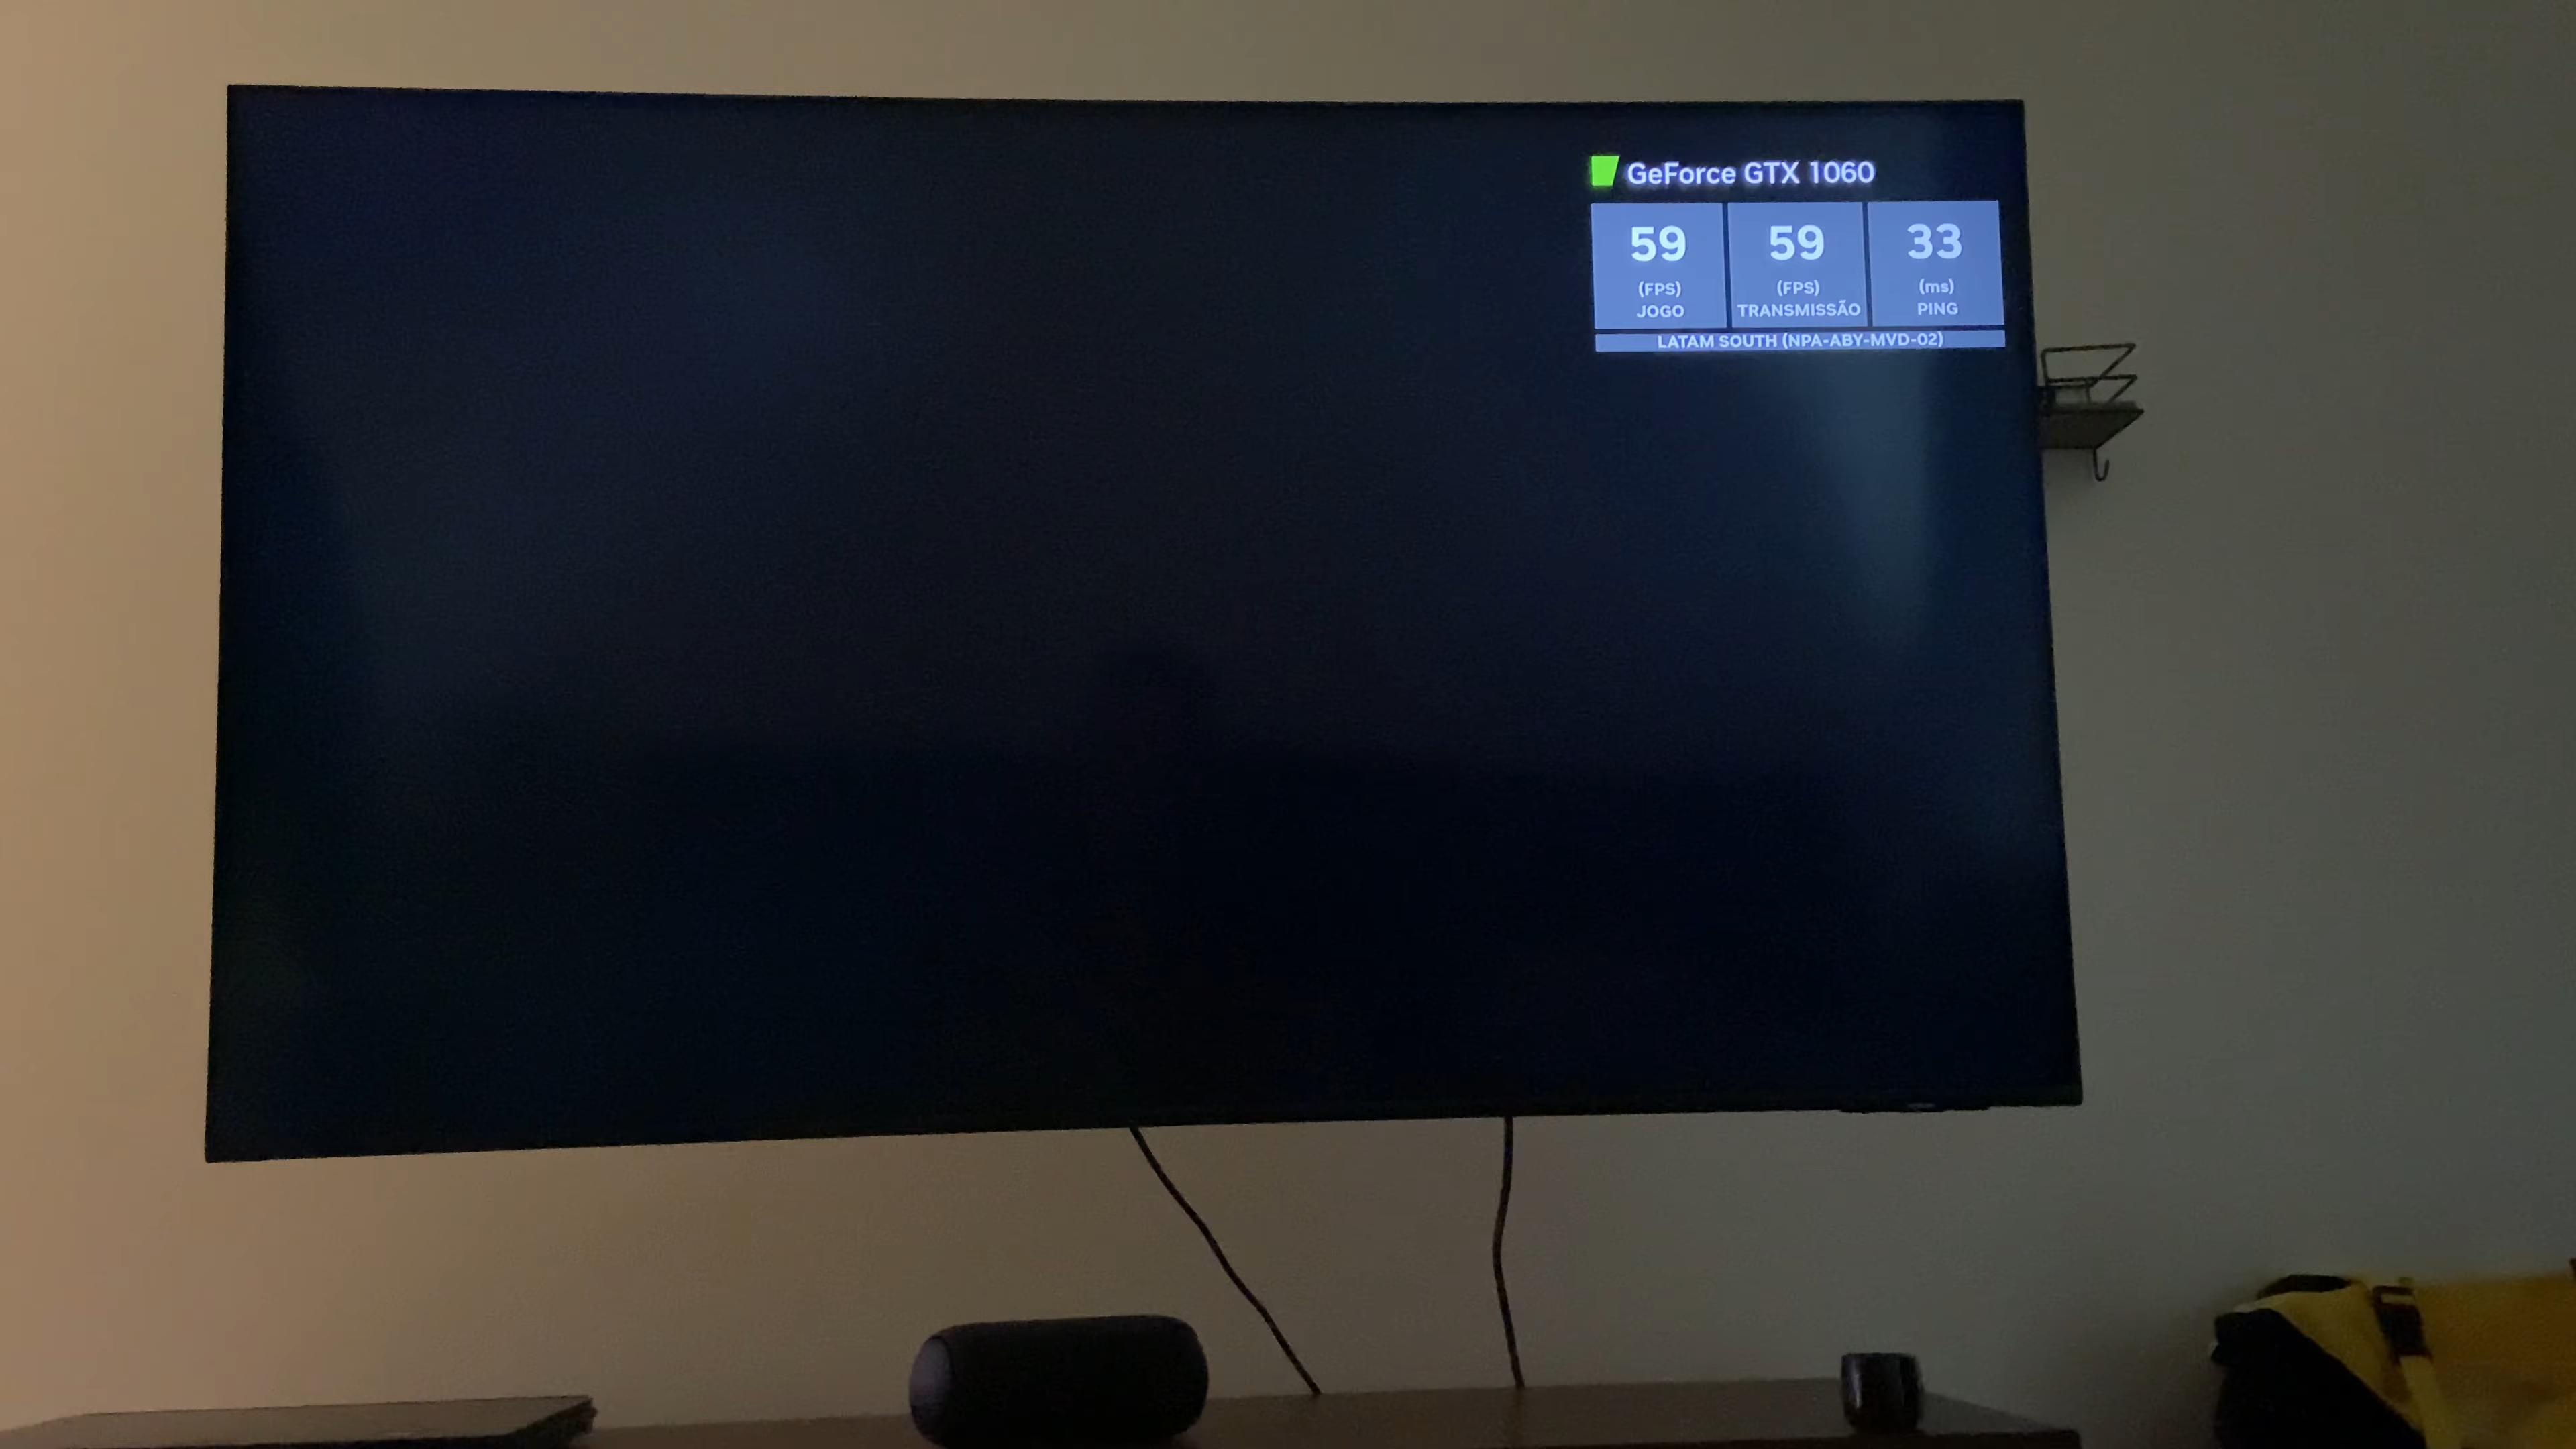 GeForce GTX 1060
59 59 33
(FPS) (FPS) (ms)
JOGO TRANSMISSÃO PING
LATAM SOUTH (NPA-ABY-MVD-02)